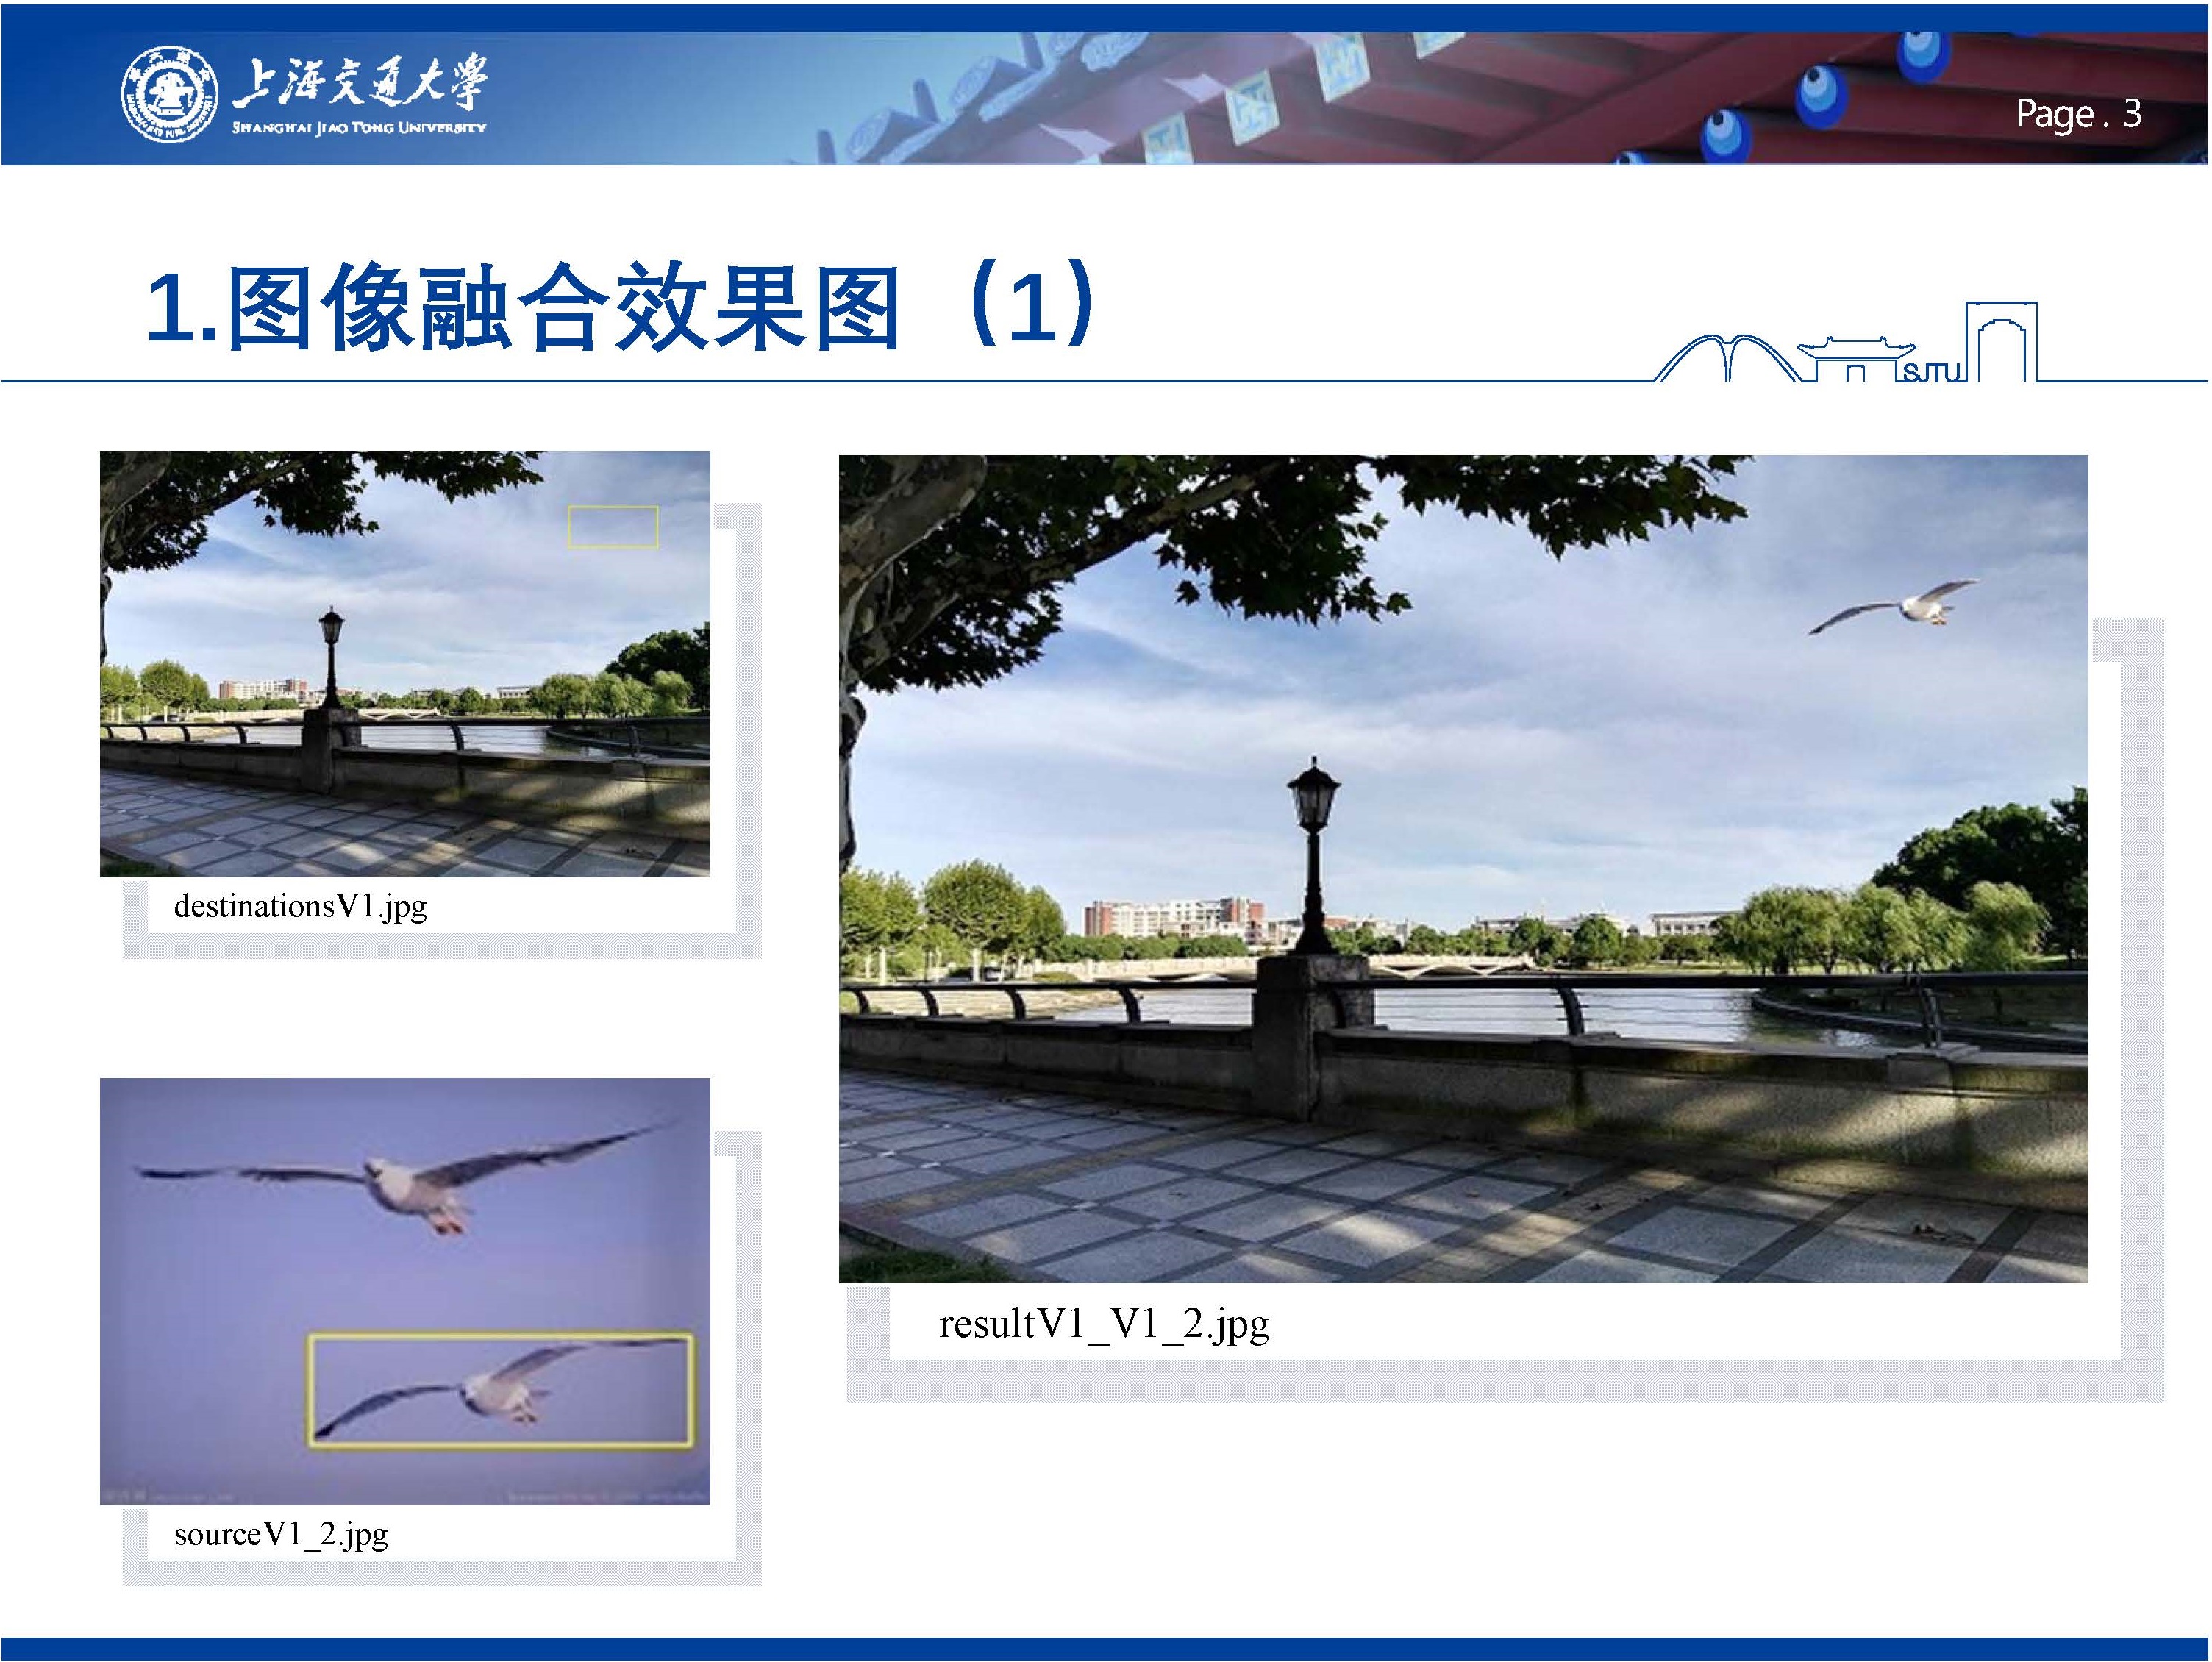 上海交通大学
SHANGHAI JIAO TONG UNIVERSITY
Page . 3
1.图像融合效果图（1）
SJTU
destinationsV1.jpg
resultV1_V1_2.jpg
sourceV1_2.jpg